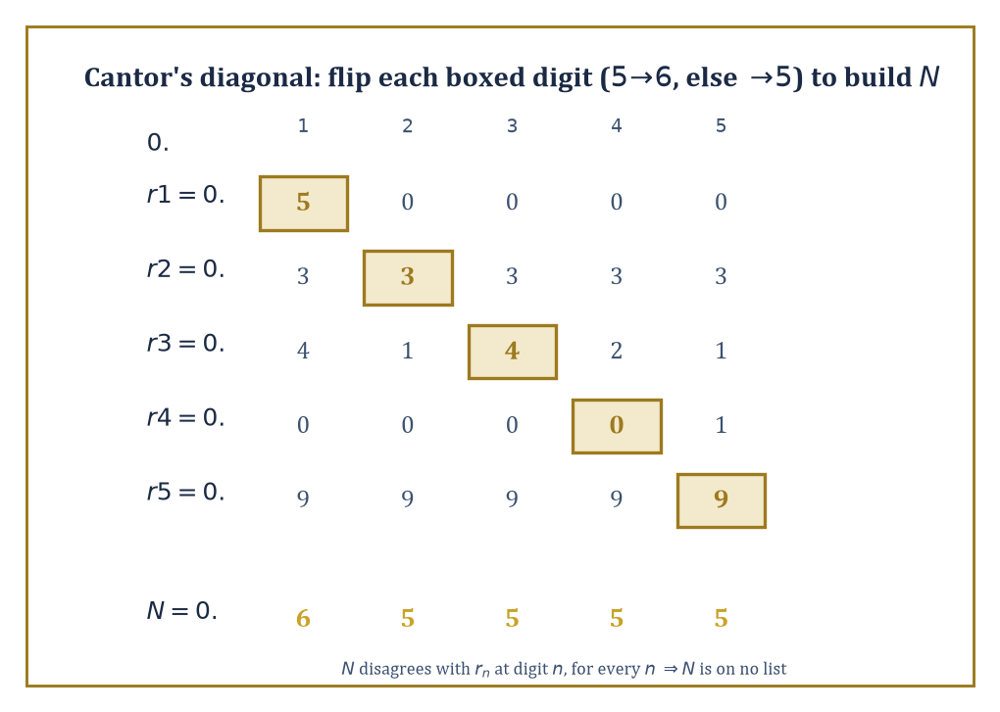 Cantor's diagonal: flip each boxed digit (5→6, else →5) to build N
1 2 3 4 5
0.
r1 = 0. 5 0 0 0 0
r2 = 0. 3 3 3 3 3
r3 = 0. 4 1 4 2 1
r4 = 0. 0 0 0 0 1
r5 = 0. 9 9 9 9 9
N = 0. 6 5 5 5 5
N disagrees with rₙ at digit n, for every n ⇒ N is on no list